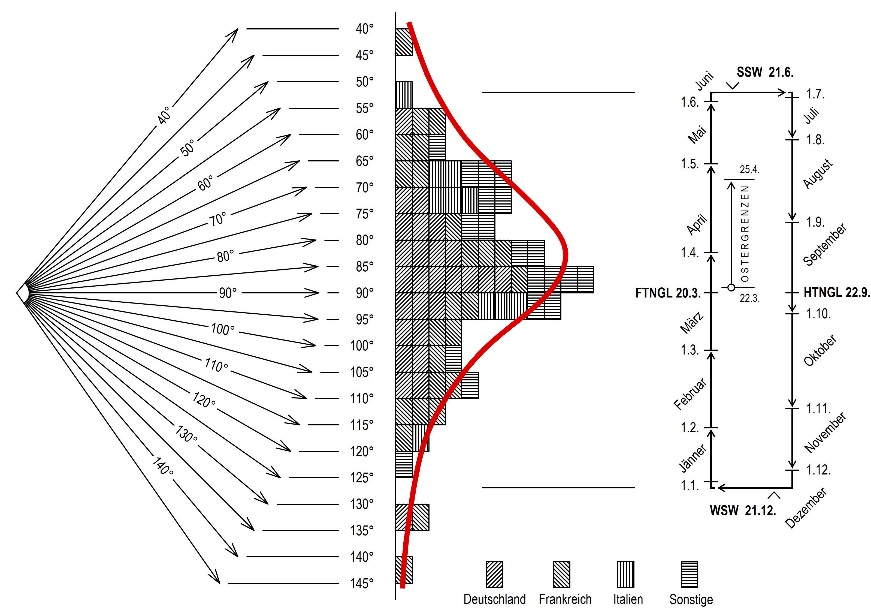 40°
45°
50°
55°
60°
65°
70°
75°
80°
85°
90°
95°
100°
105°
110°
115°
120°
125°
130°
135°
140°
145°
40°
50°
60°
70°
80°
90°
100°
110°
120°
130°
140°
Deutschland Frankreich Italien Sonstige
SSW 21.6.
Juni
1.6.
Mai
1.5.
April
1.4.
FTNGL 20.3.
März
1.3.
Februar
1.2.
Jänner
1.1.
25.4.
OSTERGRENZEN
22.3.
1.7.
Juli
1.8.
August
1.9.
September
HTNGL 22.9.
1.10.
Oktober
1.11.
November
1.12.
Dezember
WSW 21.12.